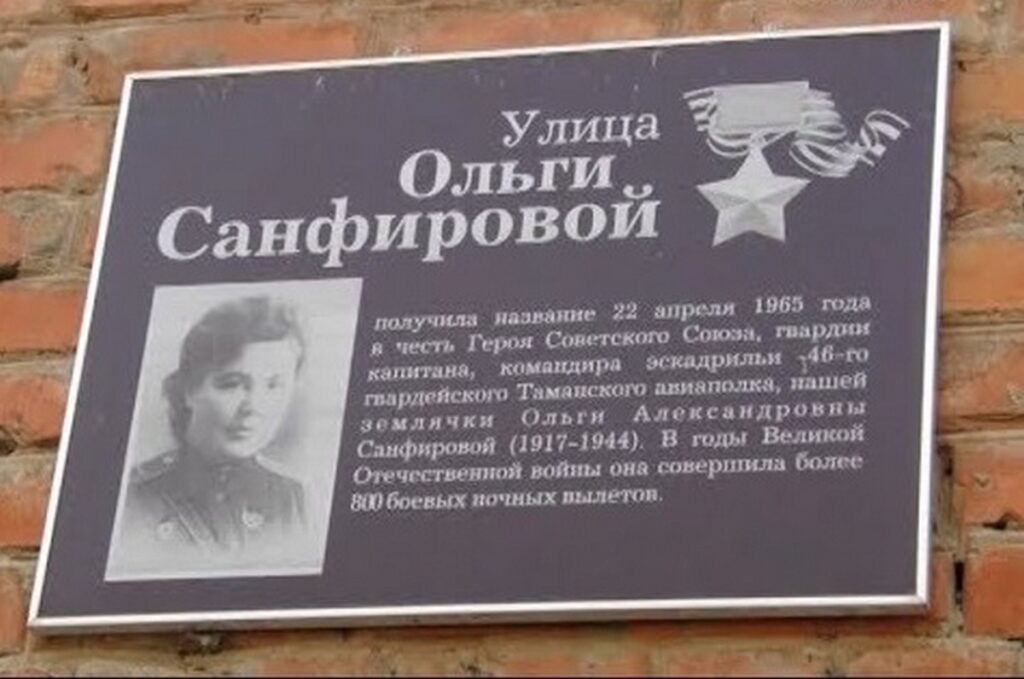 Улица
Ольги
Санфировой
получила название 22 апреля 1965 года
в честь Героя Советского Союза, гвардии
капитана, командира эскадрильи 46-го
гвардейского Таманского авиаполка, нашей
землячки Ольги Александровны
Санфировой (1917-1944). В годы Великой
Отечественной войны она совершила более
800 боевых ночных вылетов.